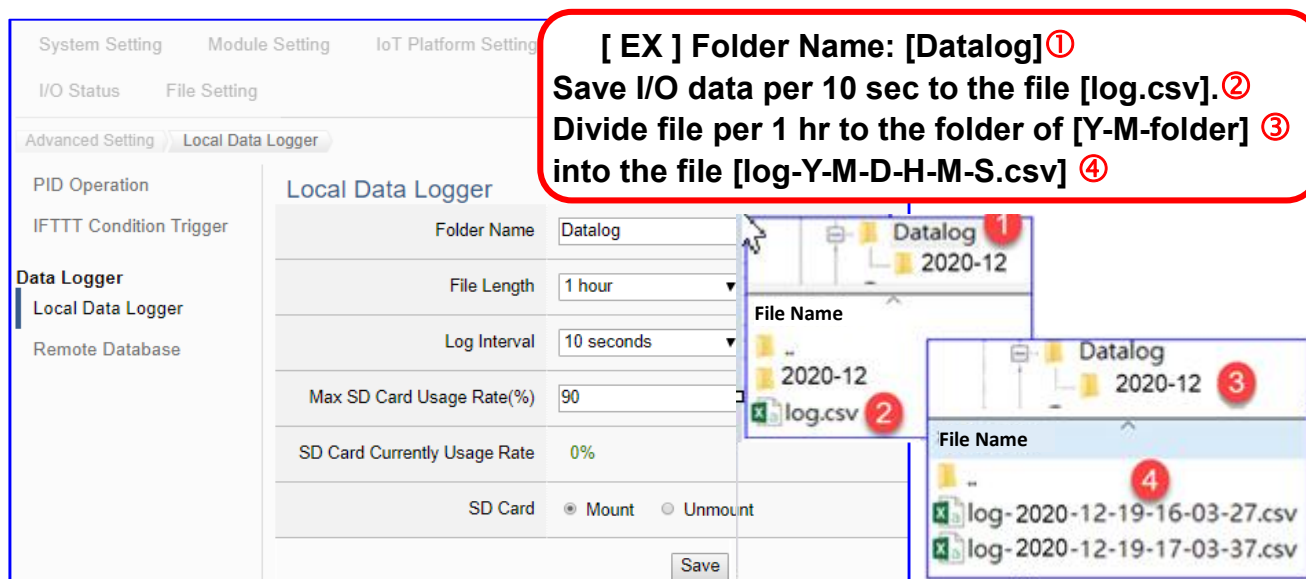 System Setting Module Setting IoT Platform Setting
I/O Status File Setting
Advanced Setting Local Data Logger
PID Operation
IFTTT Condition Trigger
Data Logger
Local Data Logger
Remote Database
[ EX ] Folder Name: [Datalog]①
Save I/O data per 10 sec to the file [log.csv].②
Divide file per 1 hr to the folder of [Y-M-folder] ③
into the file [log-Y-M-D-H-M-S.csv] ④
Local Data Logger
Folder Name Datalog
File Length 1 hour
Log Interval 10 seconds
Max SD Card Usage Rate(%) 90
SD Card Currently Usage Rate 0%
SD Card Mount Unmount
Save
Datalog 1
2020-12
File Name
..
2020-12
log.csv 2
Datalog
2020-12 3
File Name
..
4
log-2020-12-19-16-03-27.csv
log-2020-12-19-17-03-37.csv